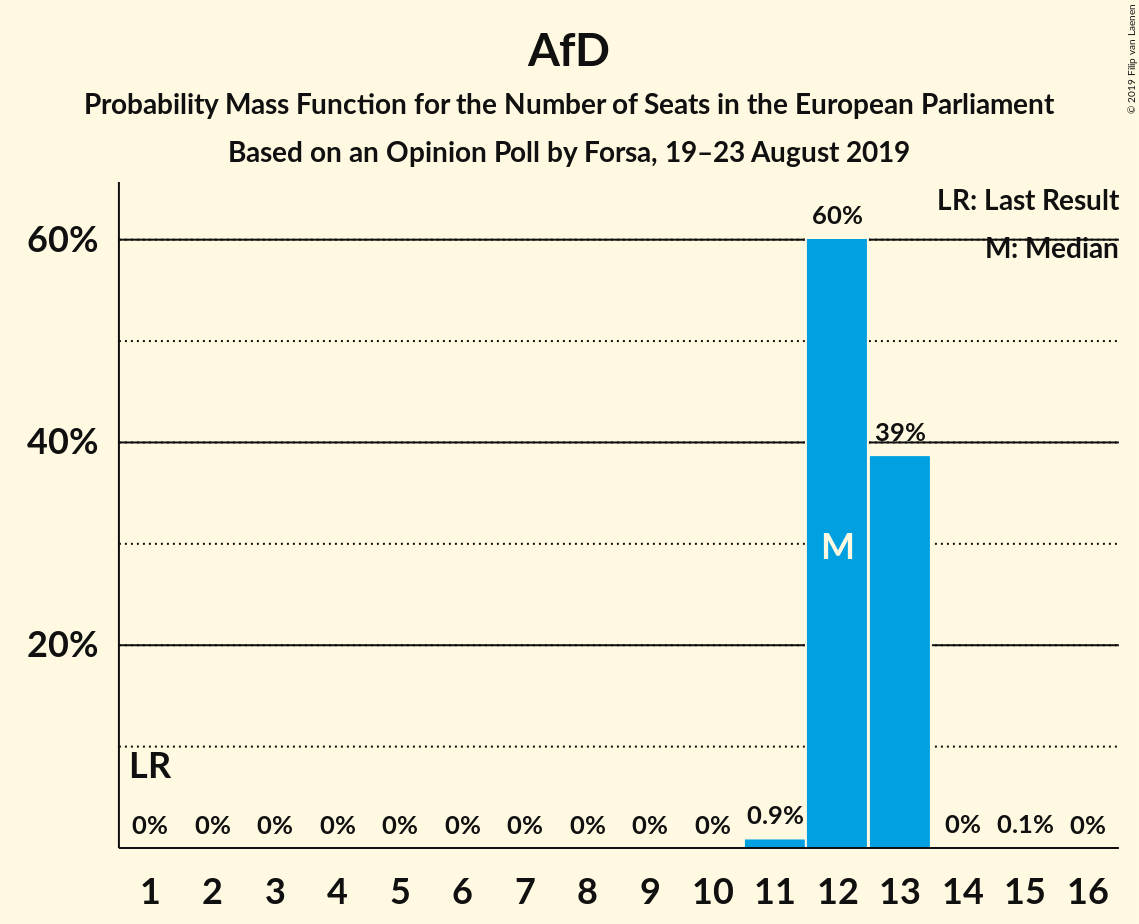 AfD
Probability Mass Function for the Number of Seats in the European Parliament
Based on an Opinion Poll by Forsa, 19–23 August 2019
© 2019 Filip van Laenen
LR: Last Result
M: Median
60%
40%
20%
60%
39%
M
LR
0% 0% 0% 0% 0% 0% 0% 0% 0% 0% 0.9% 0% 0.1% 0%
1 2 3 4 5 6 7 8 9 10 11 12 13 14 15 16